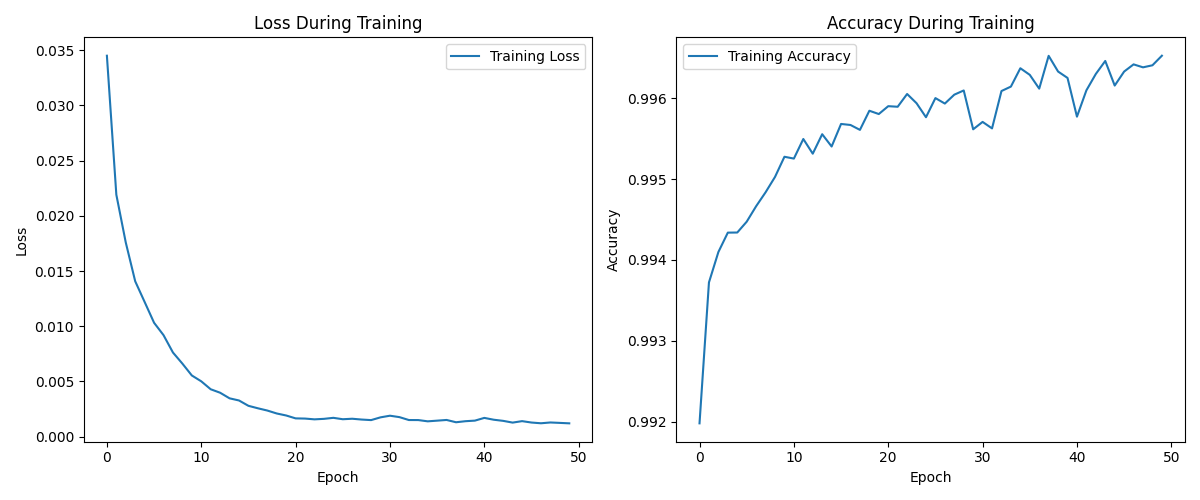 Loss During Training
Training Loss
0.035
0.030
0.025
0.020
0.015
0.010
0.005
0.000
Loss
0 10 20 30 40 50
Epoch
Accuracy During Training
Training Accuracy
0.996
0.995
0.994
0.993
0.992
Accuracy
0 10 20 30 40 50
Epoch